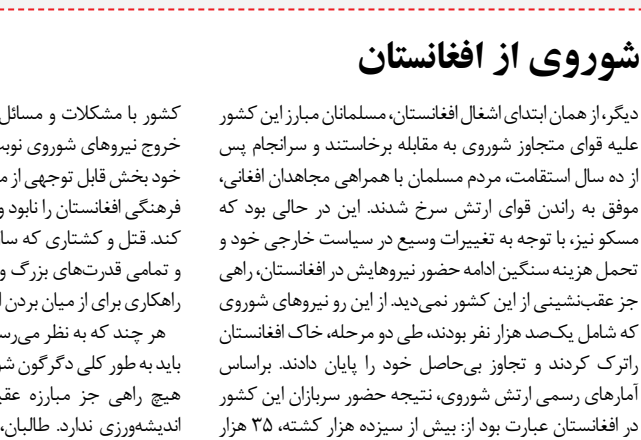 شوروی از افغانستان
دیگر، از همان ابتدای اشغال افغانستان، مسلمانان مبارز این کشور
علیه قوای متجاوز شوروی به مقابله برخاستند و سرانجام پس
از ده سال استقامت، مردم مسلمان با همراهی مجاهدان افغانی،
موفق به راندن قوای ارتش سرخ شدند. این در حالی بود که
مسکو نیز، با توجه به تغییرات وسیع در سیاست خارجی خود و
تحمل هزینه سنگین ادامه حضور نیروهایش در افغانستان، راهی
جز عقب‌نشینی از این کشور نمی‌دید. از این رو نیروهای شوروی
که شامل یک‌صد هزار نفر بودند، طی دو مرحله، خاک افغانستان
راترک کردند و تجاوز بی‌حاصل خود را پایان دادند. براساس
آمارهای رسمی ارتش شوروی، نتیجه حضور سربازان این کشور
در افغانستان عبارت بود از: بیش از سیزده هزار کشته، ۳۵ هزار
کشور با مشکلات و مسائل
خروج نیروهای شوروی
خود بخش قابل توجهی از
فرهنگی افغانستان را نابود و
کند. قتل و کشتاری که
و تمامی قدرت‌های بزرگ و
راهکاری برای از میان بردن
هر چند که به نظر
باید به طور کلی دگرگون
هیچ راهی جز مبارزه
اندیشه‌ورزی ندارد. طالبان،